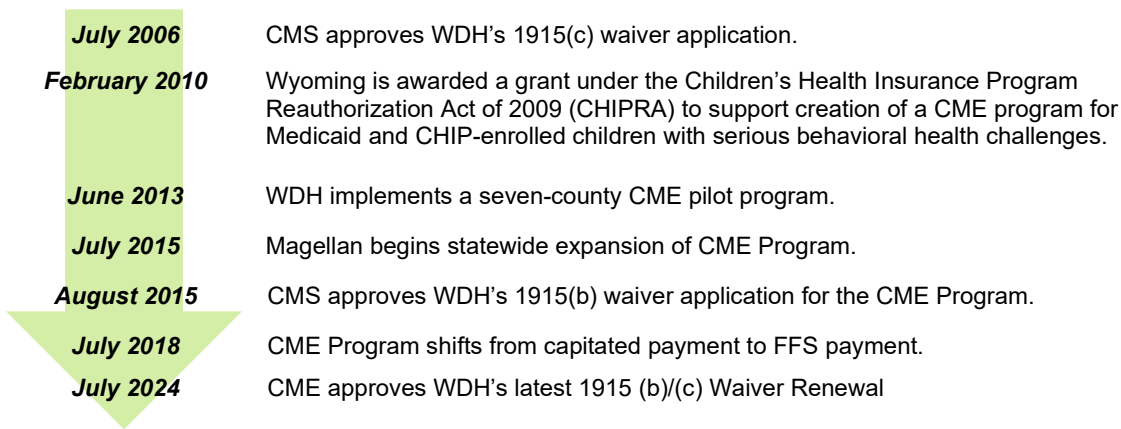 July 2006 CMS approves WDH's 1915(c) waiver application.
February 2010 Wyoming is awarded a grant under the Children's Health Insurance Program
Reauthorization Act of 2009 (CHIPRA) to support creation of a CME program for
Medicaid and CHIP-enrolled children with serious behavioral health challenges.
June 2013 WDH implements a seven-county CME pilot program.
July 2015 Magellan begins statewide expansion of CME Program.
August 2015 CMS approves WDH's 1915(b) waiver application for the CME Program.
July 2018 CME Program shifts from capitated payment to FFS payment.
July 2024 CME approves WDH's latest 1915 (b)/(c) Waiver Renewal